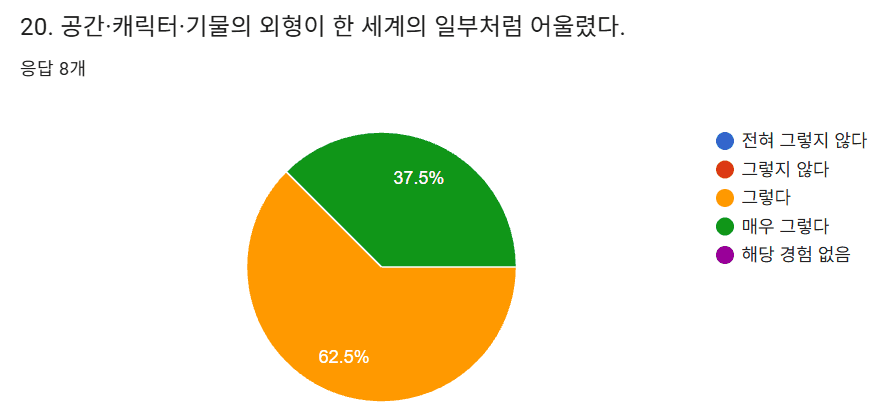 20. 공간·캐릭터·기물의 외형이 한 세계의 일부처럼 어울렸다.
응답 8개
37.5%
62.5%
전혀 그렇지 않다
그렇지 않다
그렇다
매우 그렇다
해당 경험 없음